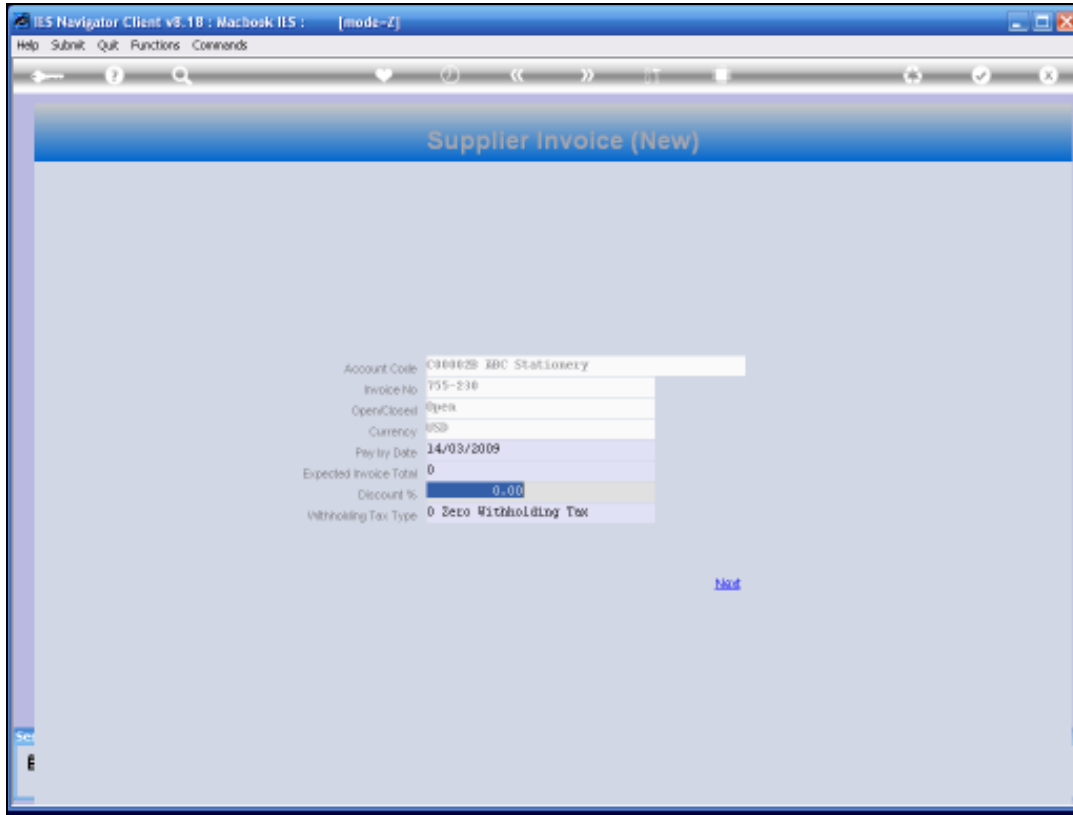 IES Navigator Client v8.18 : Macbook IES : [mode-Z]
Help Submit Quit Functions Commands
Supplier Invoice (New)
Account Code C000028 ABC Stationery
Invoice No 755-230
Open/Closed Open
Currency USD
Pay by Date 14/03/2009
Expected Invoice Total 0
Discount % 0.00
Withholding Tax Type 0 Zero Withholding Tax
Next